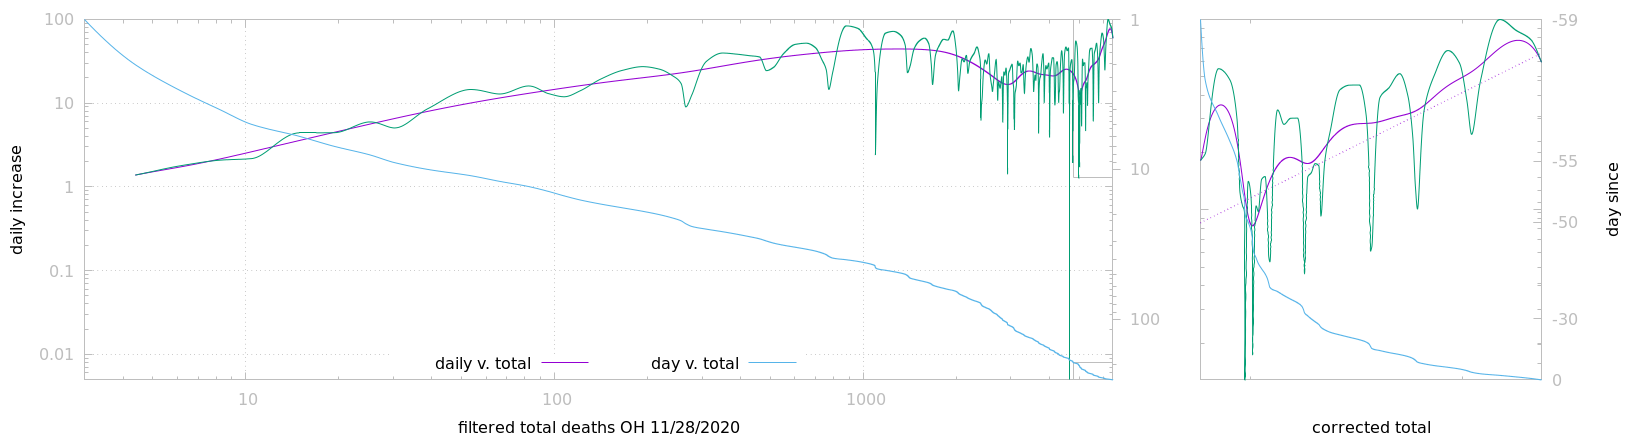 100
10
1
0.1
0.01
daily increase
10
100
1000
filtered total deaths OH 11/28/2020
daily v. total
day v. total
1
10
100
-59
-55
-50
-30
0
day since
corrected total